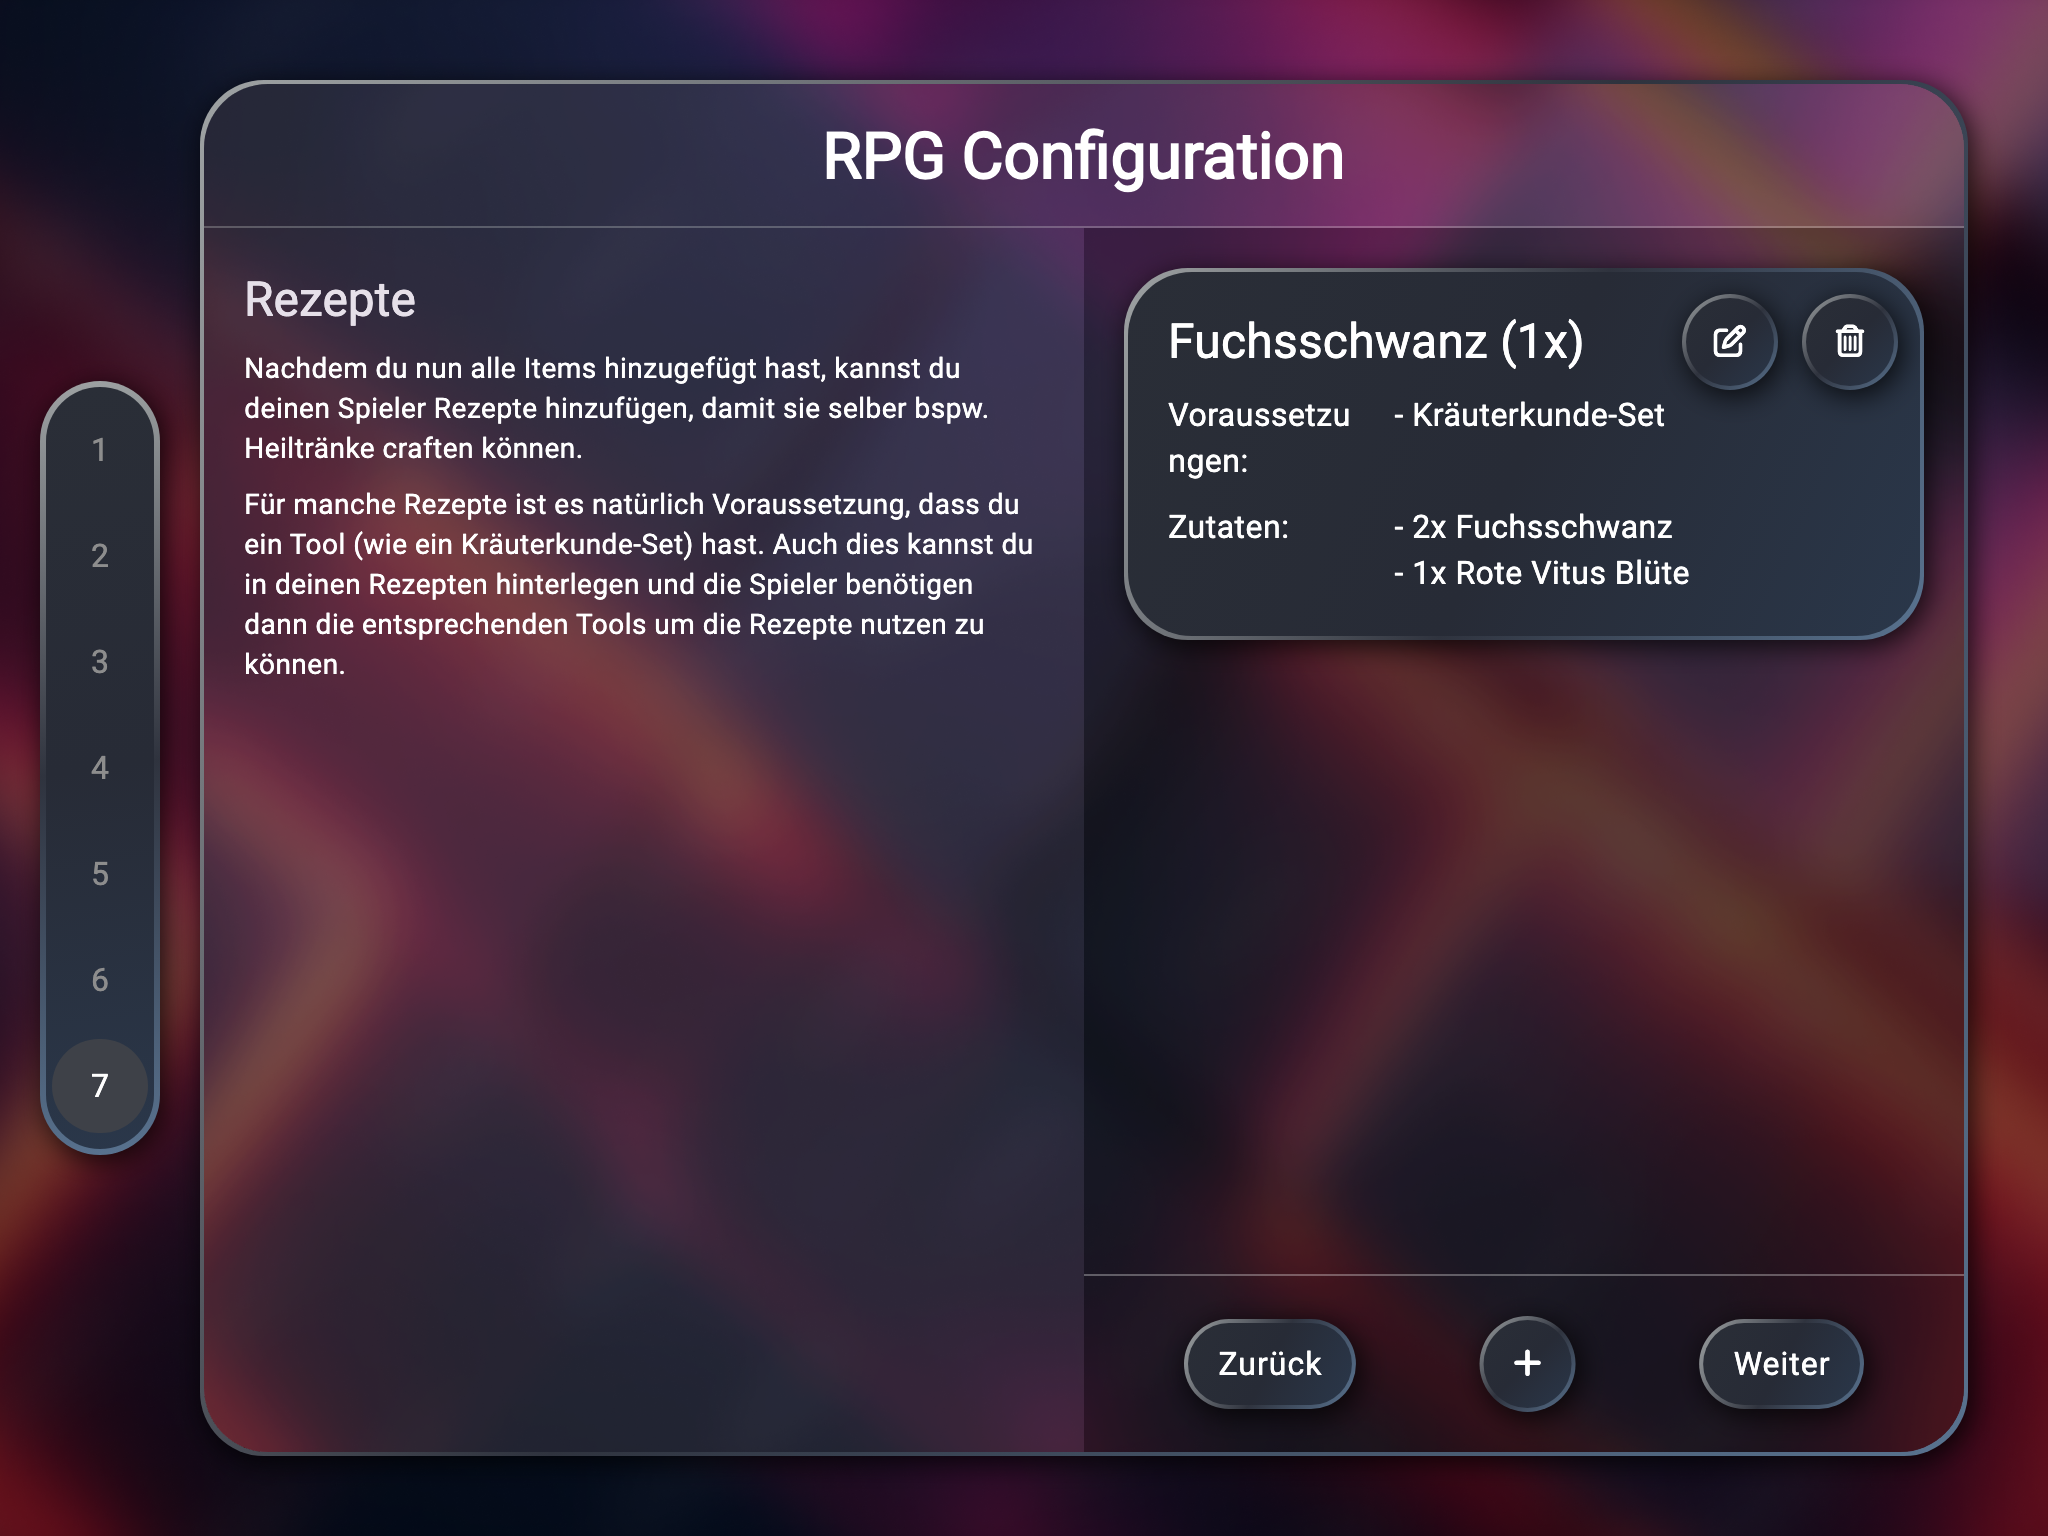 RPG Configuration
1
2
3
4
5
6
7
Rezepte
Nachdem du nun alle Items hinzugefügt hast, kannst du
deinen Spieler Rezepte hinzufügen, damit sie selber bspw.
Heiltränke craften können.
Für manche Rezepte ist es natürlich Voraussetzung, dass du
ein Tool (wie ein Kräuterkunde-Set) hast. Auch dies kannst du
in deinen Rezepten hinterlegen und die Spieler benötigen
dann die entsprechenden Tools um die Rezepte nutzen zu
können.
Fuchsschwanz (1x)
Voraussetzu
ngen:
- Kräuterkunde-Set
Zutaten:
- 2x Fuchsschwanz
- 1x Rote Vitus Blüte
Zurück
+
Weiter